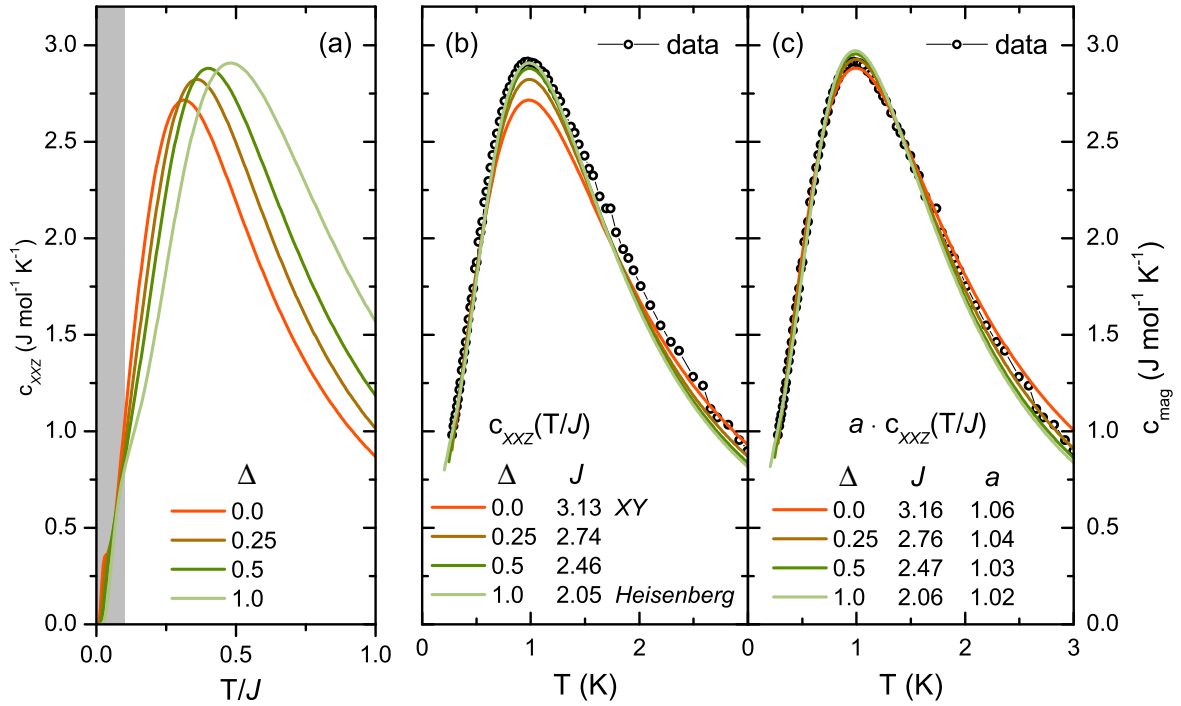 (a)
3.0
2.5
2.0
1.5
1.0
0.5
0.0
c_XXZ (J mol⁻¹ K⁻¹)
Δ
0.0
0.25
0.5
1.0
0.0 0.5 1.0
T/J
(b)
data
c_XXZ(T/J)
Δ J
0.0 3.13 XY
0.25 2.74
0.5 2.46
1.0 2.05 Heisenberg
0 1 2
T (K)
(c)
data
a · c_XXZ(T/J)
Δ J a
0.0 3.16 1.06
0.25 2.76 1.04
0.5 2.47 1.03
1.0 2.06 1.02
0 1 2 3
T (K)
3.0
2.5
2.0
1.5
1.0
0.5
0.0
c_mag (J mol⁻¹ K⁻¹)